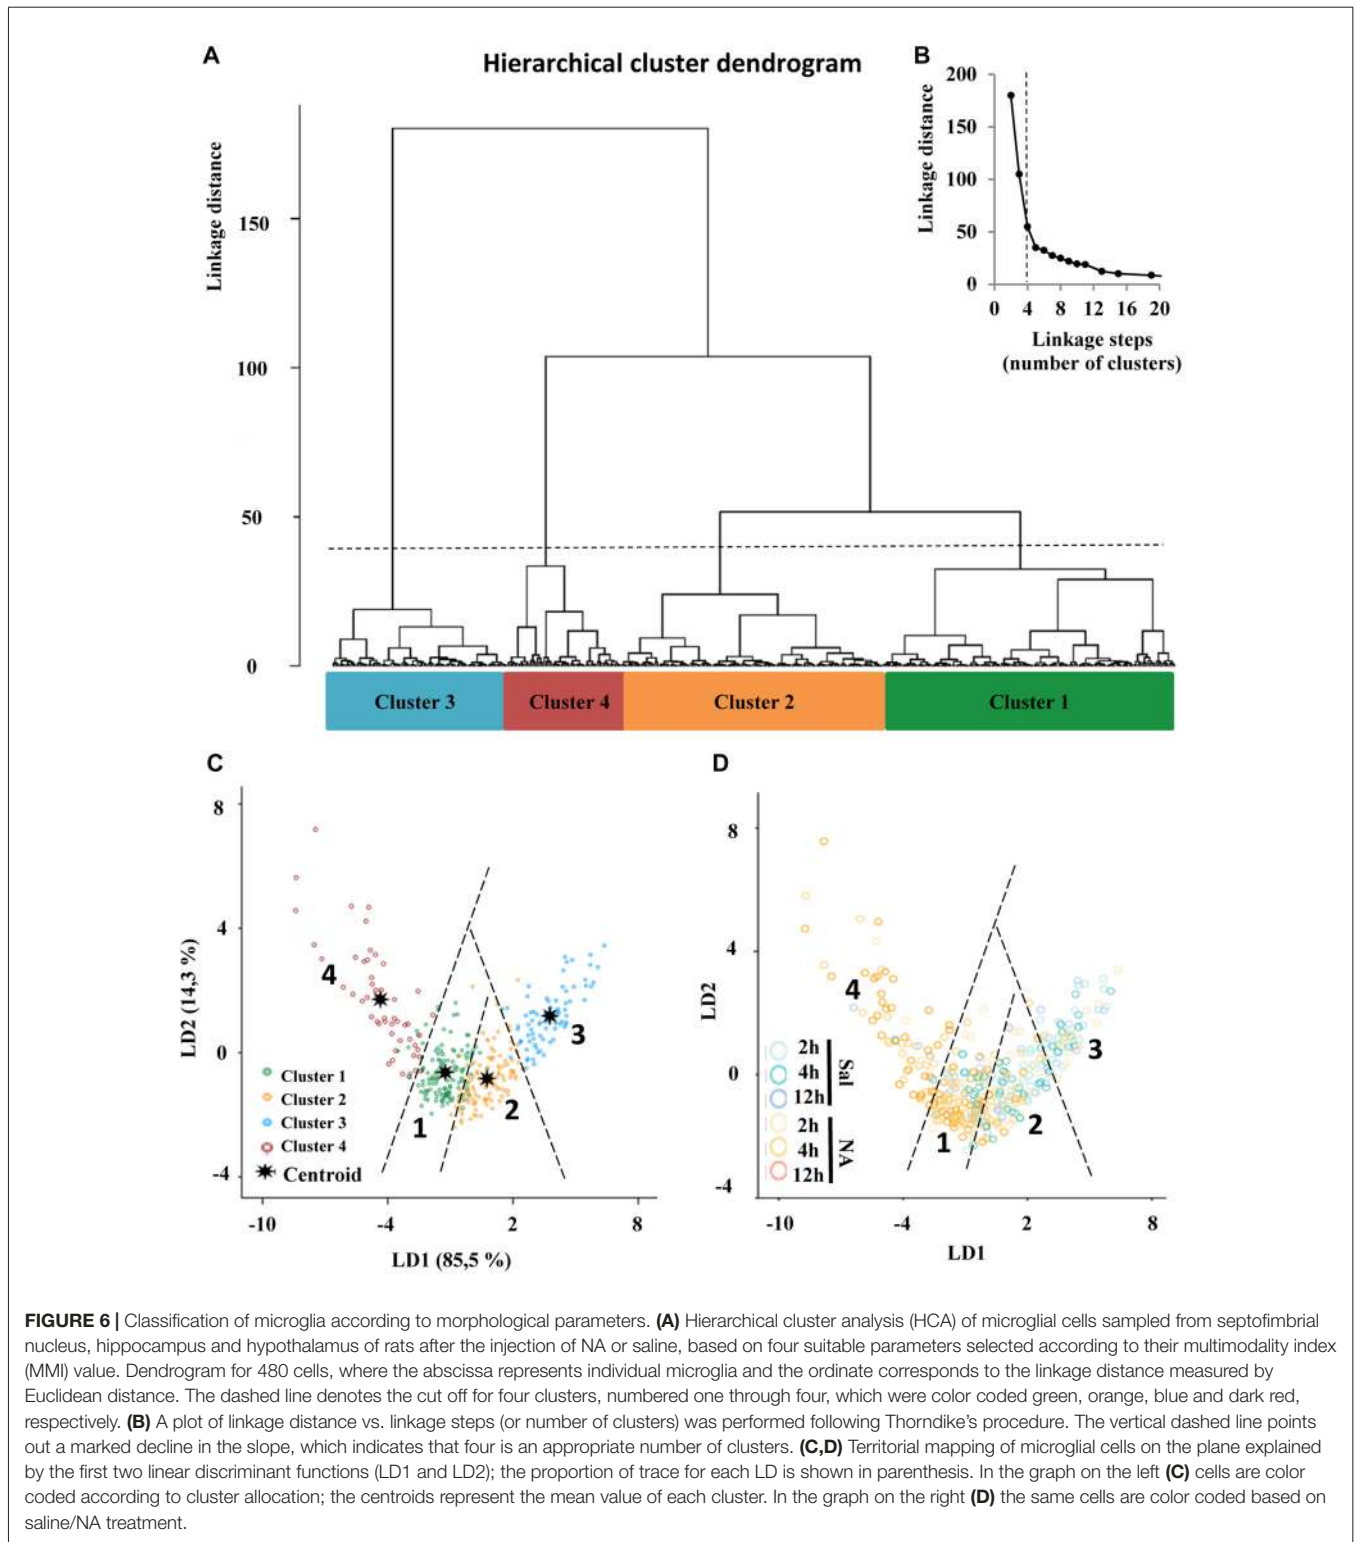 A
Hierarchical cluster dendrogram
Linkage distance
150
100
50
0
Cluster 3
Cluster 4
Cluster 2
Cluster 1
B
Linkage distance
200
150
100
50
0
0 4 8 12 16 20
Linkage steps
(number of clusters)
C
LD2 (14,3 %)
8
4
0
-4
4
3
1
2
Cluster 1
Cluster 2
Cluster 3
Cluster 4
Centroid
-10 -4 2 8
LD1 (85,5 %)
D
LD2
8
4
0
-4
4
3
1
2
2h
4h
12h
Sal
2h
4h
12h
NA
-10 -4 2 8
LD1
FIGURE 6 | Classification of microglia according to morphological parameters. (A) Hierarchical cluster analysis (HCA) of microglial cells sampled from septofimbrial
nucleus, hippocampus and hypothalamus of rats after the injection of NA or saline, based on four suitable parameters selected according to their multimodality index
(MMI) value. Dendrogram for 480 cells, where the abscissa represents individual microglia and the ordinate corresponds to the linkage distance measured by
Euclidean distance. The dashed line denotes the cut off for four clusters, numbered one through four, which were color coded green, orange, blue and dark red,
respectively. (B) A plot of linkage distance vs. linkage steps (or number of clusters) was performed following Thorndike's procedure. The vertical dashed line points
out a marked decline in the slope, which indicates that four is an appropriate number of clusters. (C,D) Territorial mapping of microglial cells on the plane explained
by the first two linear discriminant functions (LD1 and LD2); the proportion of trace for each LD is shown in parenthesis. In the graph on the left (C) cells are color
coded according to cluster allocation; the centroids represent the mean value of each cluster. In the graph on the right (D) the same cells are color coded based on
saline/NA treatment.